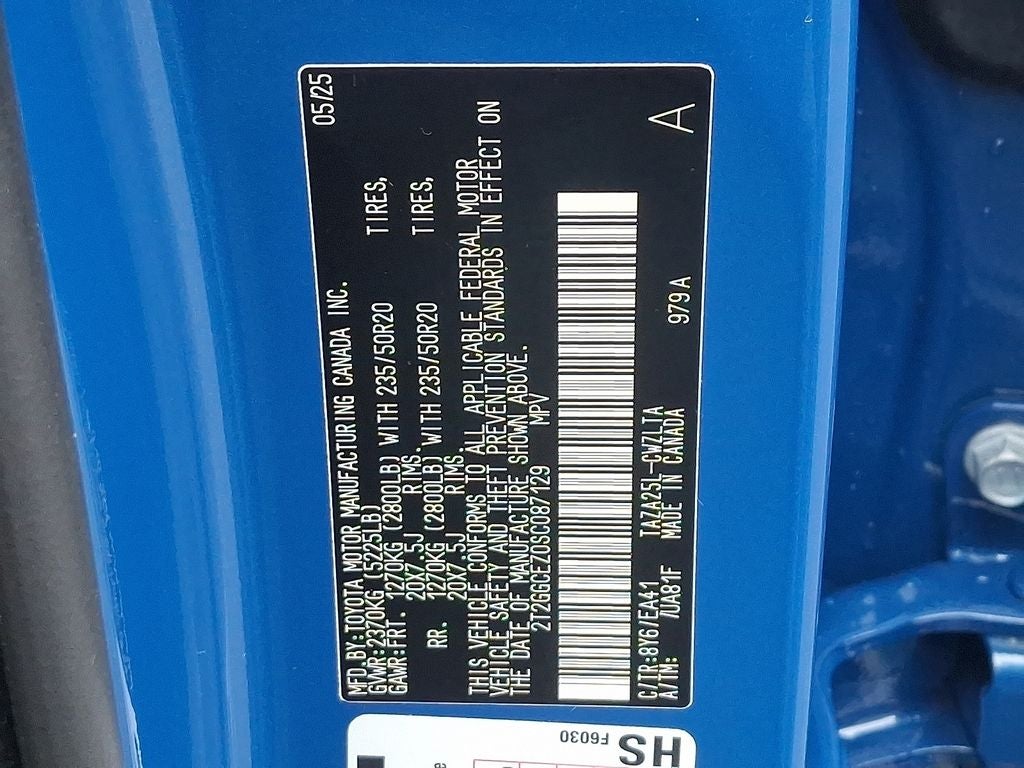 MFD.BY:TOYOTA MOTOR MANUFACTURING CANADA INC. 05/25
GVWR:2370KG (5225LB)
GAWR:FRT. 1270KG (2800LB) WITH 235/50R20 TIRES,
20X7.5J RIMS.
RR. 1270KG (2800LB) WITH 235/50R20 TIRES,
20X7.5J RIMS.
THIS VEHICLE CONFORMS TO ALL APPLICABLE FEDERAL MOTOR
VEHICLE SAFETY AND THEFT PREVENTION STANDARDS IN EFFECT ON
THE DATE OF MANUFACTURE SHOWN ABOVE.
2T2GGCEZ0SC087129 MPV
C/TR:8Y6/EA41 TAZA25L-CWZLTA 979A A
A/TM: /UA81F MADE IN CANADA
HS
F6030